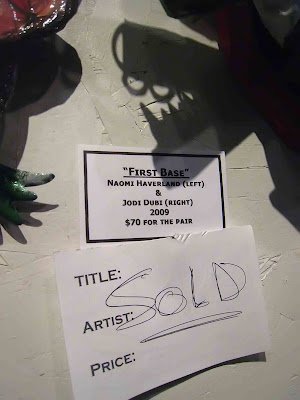 "First Base"
Naomi Haverland (left)
&
Jodi Dubi (right)
2009
$70 for the pair
Title:
SOLD
Artist:
Price: